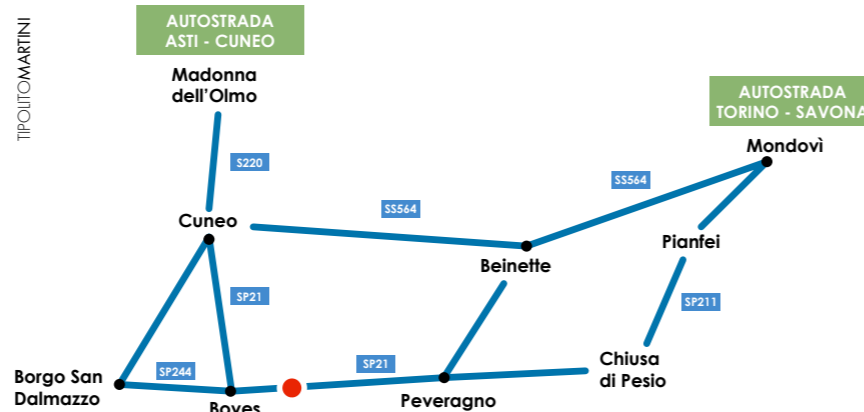 TIPOLITOMARTINI
AUTOSTRADA
ASTI - CUNEO
Madonna
dell'Olmo
AUTOSTRADA
TORINO - SAVONA
Mondovì
S220
SS564
SS564
Cuneo
Pianfei
Beinette
SP21
SP211
SP244
SP21
Chiusa
di Pesio
Borgo San
Dalmazzo
Boves
Peveragno